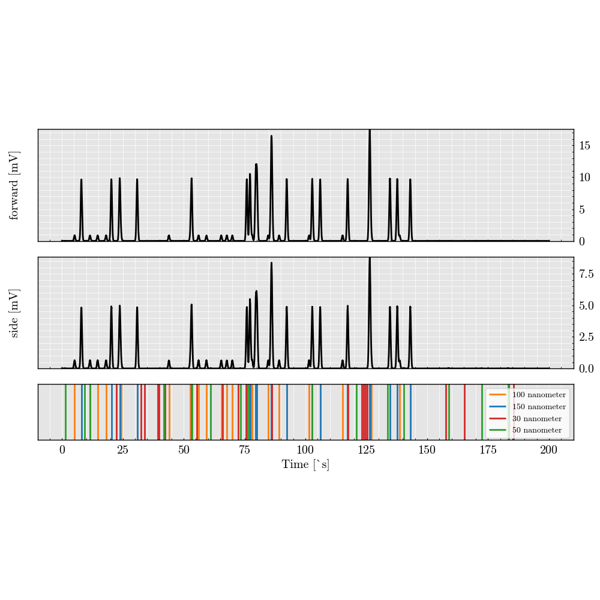 forward [mV]
15
10
5
0
side [mV]
7.5
5.0
2.5
0.0
100 nanometer
150 nanometer
30 nanometer
50 nanometer
0 25 50 75 100 125 150 175 200
Time [`s]